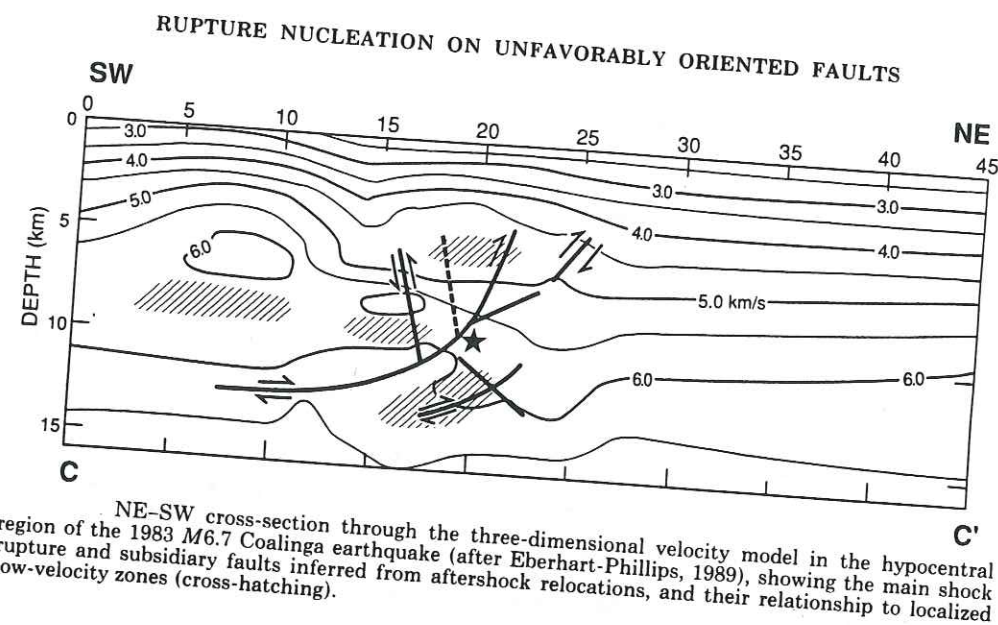 RUPTURE NUCLEATION ON UNFAVORABLY ORIENTED FAULTS
SW
NE
0 5 10 15 20 25 30 35 40 45
0
5
10
15
DEPTH (km)
3.0
4.0
5.0
6.0
3.0
3.0
4.0
4.0
5.0 km/s
6.0
6.0
C
C'
NE–SW cross-section through the three-dimensional velocity model in the hypocentral
region of the 1983 M6.7 Coalinga earthquake (after Eberhart-Phillips, 1989), showing the main shock
rupture and subsidiary faults inferred from aftershock relocations, and their relationship to localized
low-velocity zones (cross-hatching).